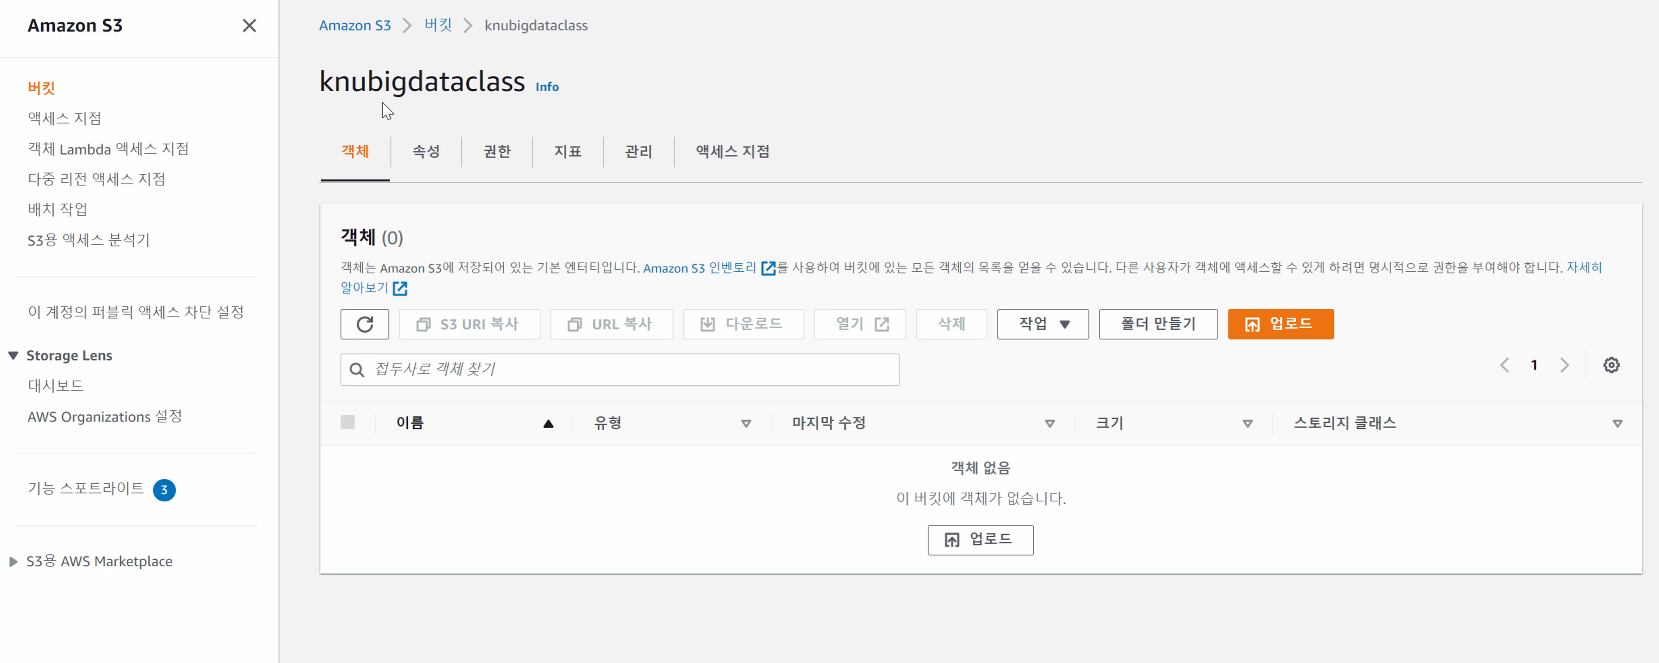 Amazon S3
버킷
액세스 지점
객체 Lambda 액세스 지점
다중 리전 액세스 지점
배치 작업
S3용 액세스 분석기
이 계정의 퍼블릭 액세스 차단 설정
Storage Lens
대시보드
AWS Organizations 설정
기능 스포트라이트 3
S3용 AWS Marketplace
Amazon S3 버킷 knubigdataclass
knubigdataclass Info
객체 속성 권한 지표 관리 액세스 지점
객체 (0)
객체는 Amazon S3에 저장되어 있는 기본 엔터티입니다. Amazon S3 인벤토리 를 사용하여 버킷에 있는 모든 객체의 목록을 얻을 수 있습니다. 다른 사용자가 객체에 액세스할 수 있게 하려면 명시적으로 권한을 부여해야 합니다. 자세히
알아보기
S3 URI 복사 URL 복사 다운로드 열기 삭제 작업 폴더 만들기 업로드
접두사로 객체 찾기 1
이름 유형 마지막 수정 크기 스토리지 클래스
객체 없음
이 버킷에 객체가 없습니다.
업로드